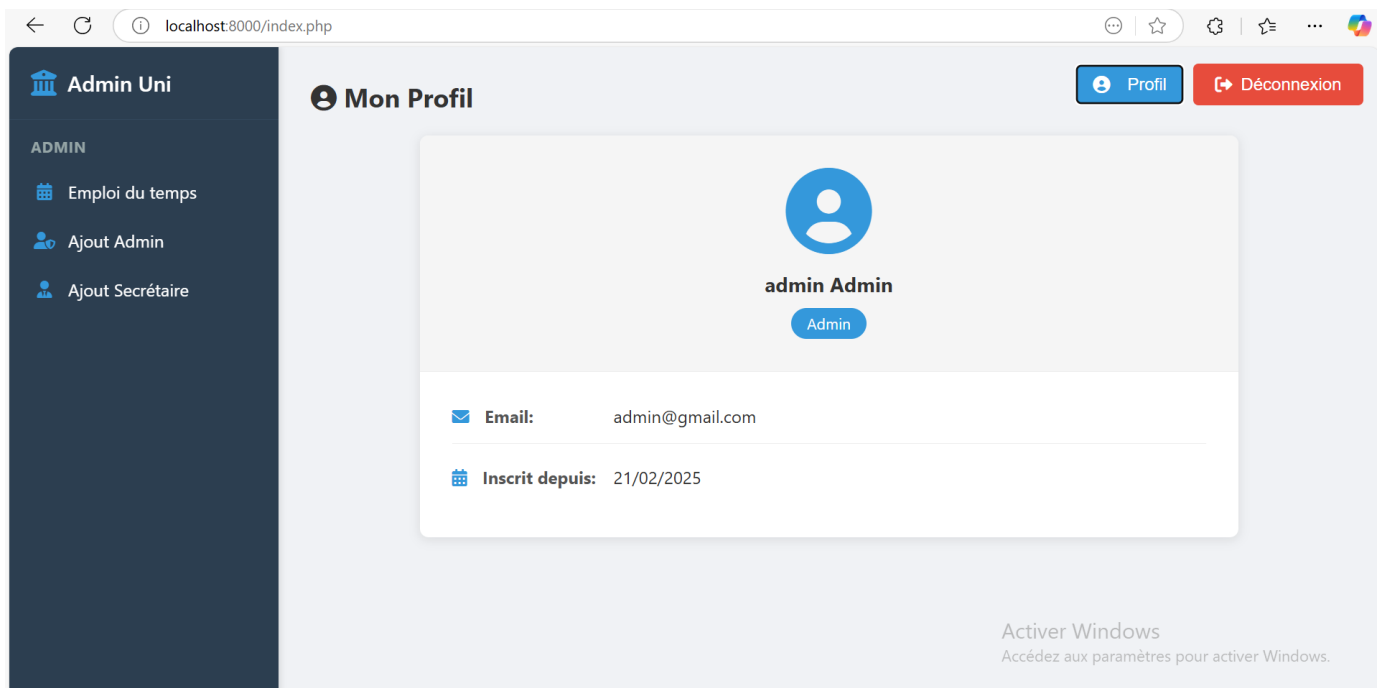 localhost:8000/index.php
Admin Uni
Mon Profil
Profil
Déconnexion
ADMIN
Emploi du temps
Ajout Admin
Ajout Secrétaire
admin Admin
Admin
Email: admin@gmail.com
Inscrit depuis: 21/02/2025
Activer Windows
Accédez aux paramètres pour activer Windows.